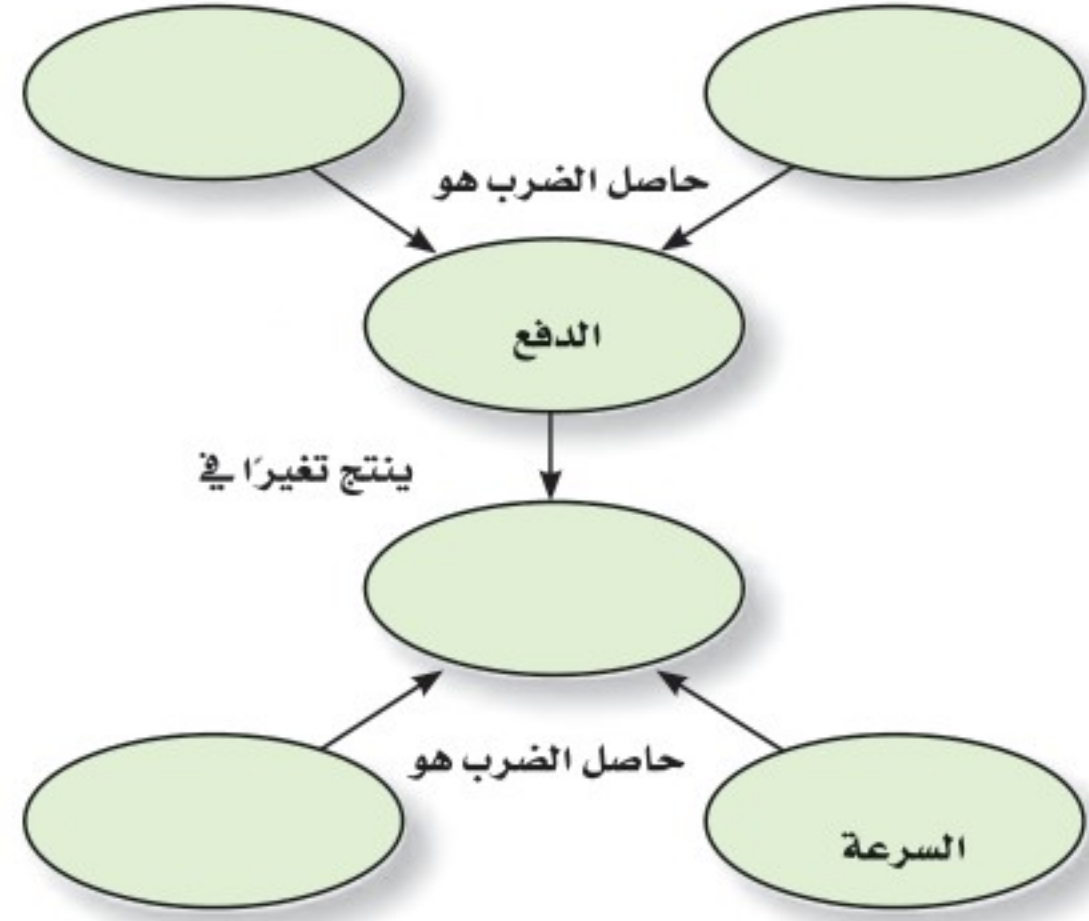 حاصل الضرب هو
الدفع
ينتج تغيرًا في
حاصل الضرب هو
السرعة